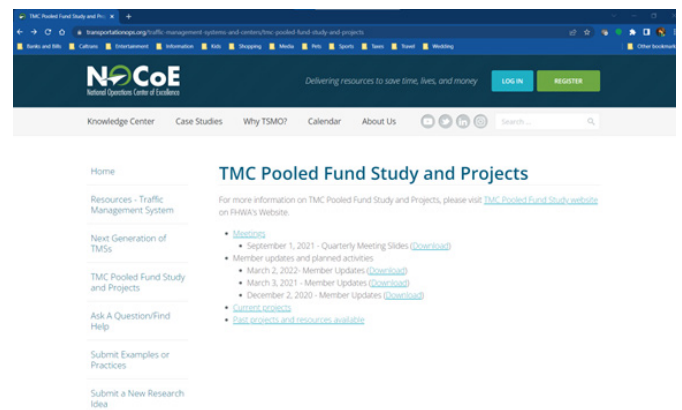 TMC Pooled Fund Study and Pro
transportationops.org/traffic-management-systems-and-centers/tmc-pooled-fund-study-and-projects
Banks and Bills Caltrans Entertainment Information Kids Shopping Media Pets Sports Taxes Travel Wedding Other bookmark
NOCoE
National Operations Center of Excellence
Delivering resources to save time, lives, and money
LOG IN
REGISTER
Knowledge Center Case Studies Why TSMO? Calendar About Us Search ...
Home
Resources - Traffic
Management System
Next Generation of
TMSs
TMC Pooled Fund Study
and Projects
Ask A Question/Find
Help
Submit Examples or
Practices
Submit a New Research
Idea
TMC Pooled Fund Study and Projects
For more information on TMC Pooled Fund Study and Projects, please visit TMC Pooled Fund Study website
on FHWA's Website.
• Meetings
• September 1, 2021 - Quarterly Meeting Slides (Download)
• Member updates and planned activities
• March 2, 2022- Member Updates (Download)
• March 3, 2021 - Member Updates (Download)
• December 2, 2020 - Member Updates (Download)
• Current projects
• Past projects and resources available